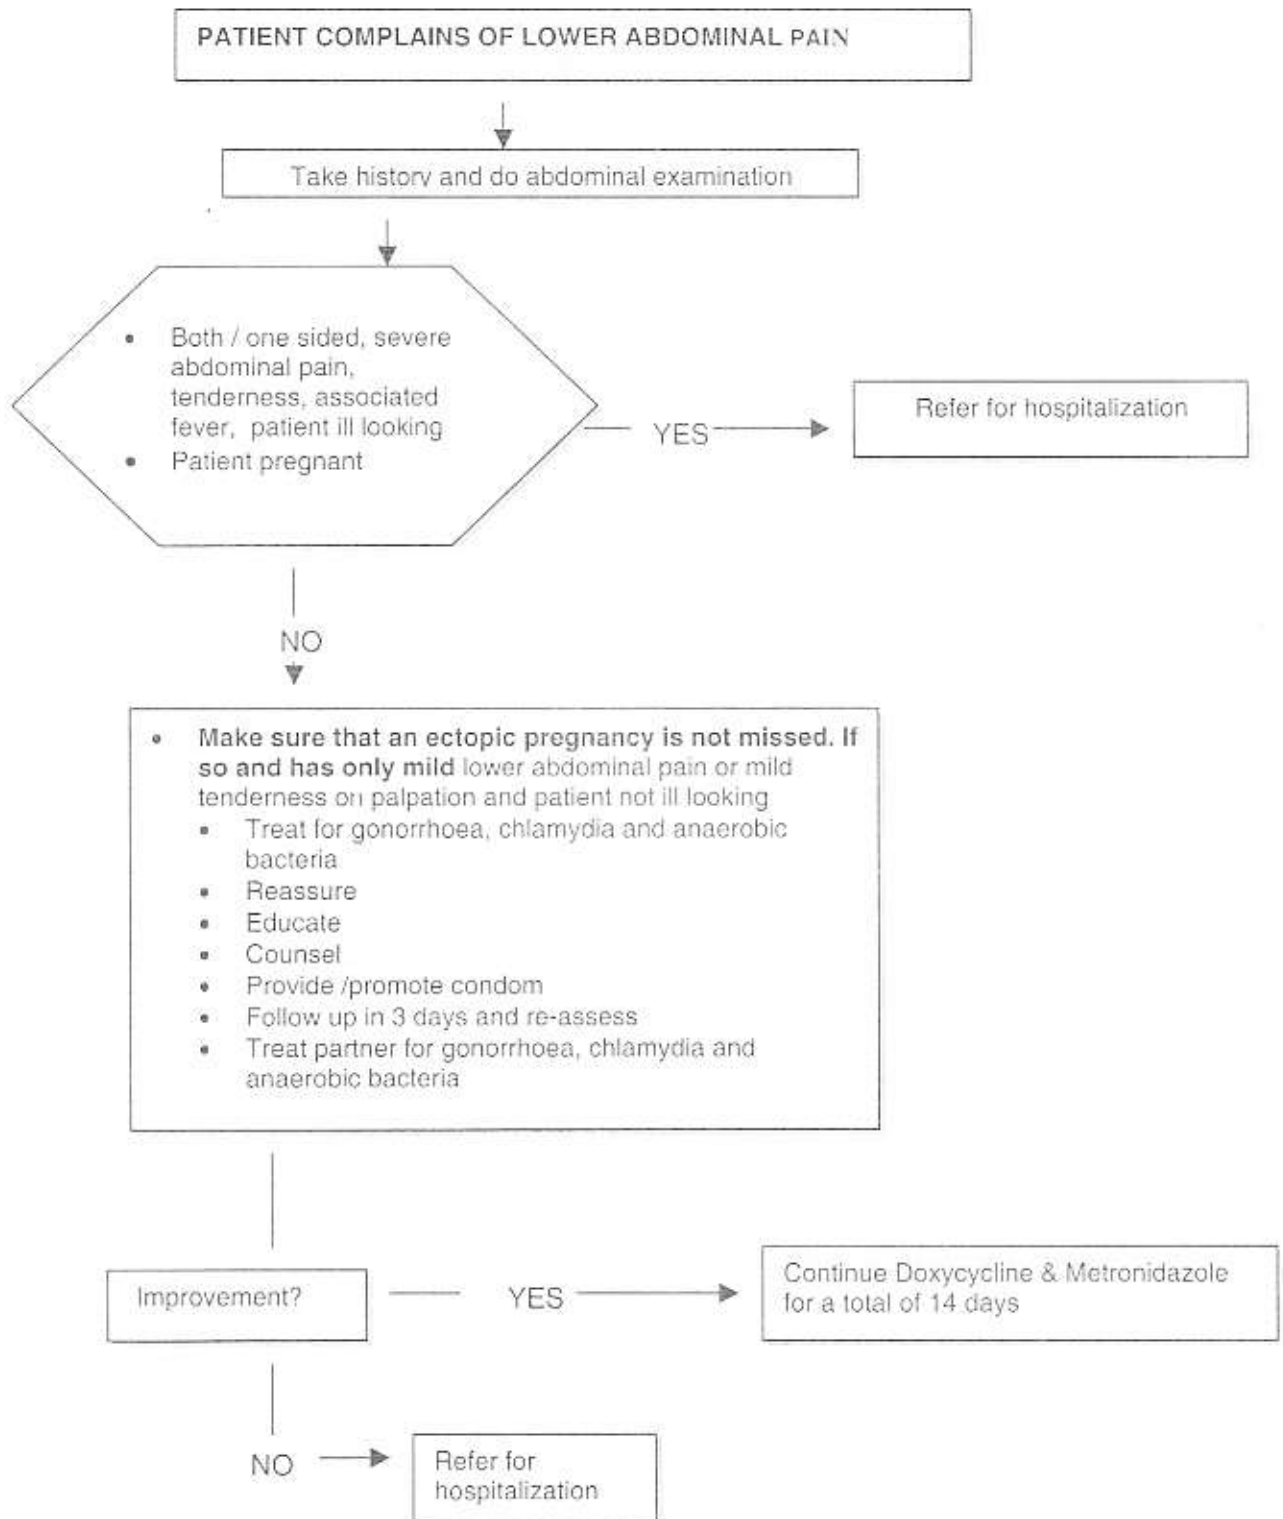 PATIENT COMPLAINS OF LOWER ABDOMINAL PAIN
Take history and do abdominal examination
• Both / one sided, severe
abdominal pain,
tenderness, associated
fever, patient ill looking
• Patient pregnant
YES
Refer for hospitalization
NO
• Make sure that an ectopic pregnancy is not missed. If
so and has only mild lower abdominal pain or mild
tenderness on palpation and patient not ill looking
• Treat for gonorrhoea, chlamydia and anaerobic
bacteria
• Reassure
• Educate
• Counsel
• Provide /promote condom
• Follow up in 3 days and re-assess
• Treat partner for gonorrhoea, chlamydia and
anaerobic bacteria
Improvement?
YES
Continue Doxycycline & Metronidazole
for a total of 14 days
NO
Refer for
hospitalization